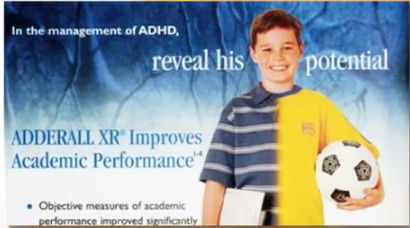 In the management of ADHD,
reveal his potential
ADDERALL XR® Improves
Academic Performance1-4
• Objective measures of academic
performance improved significantly